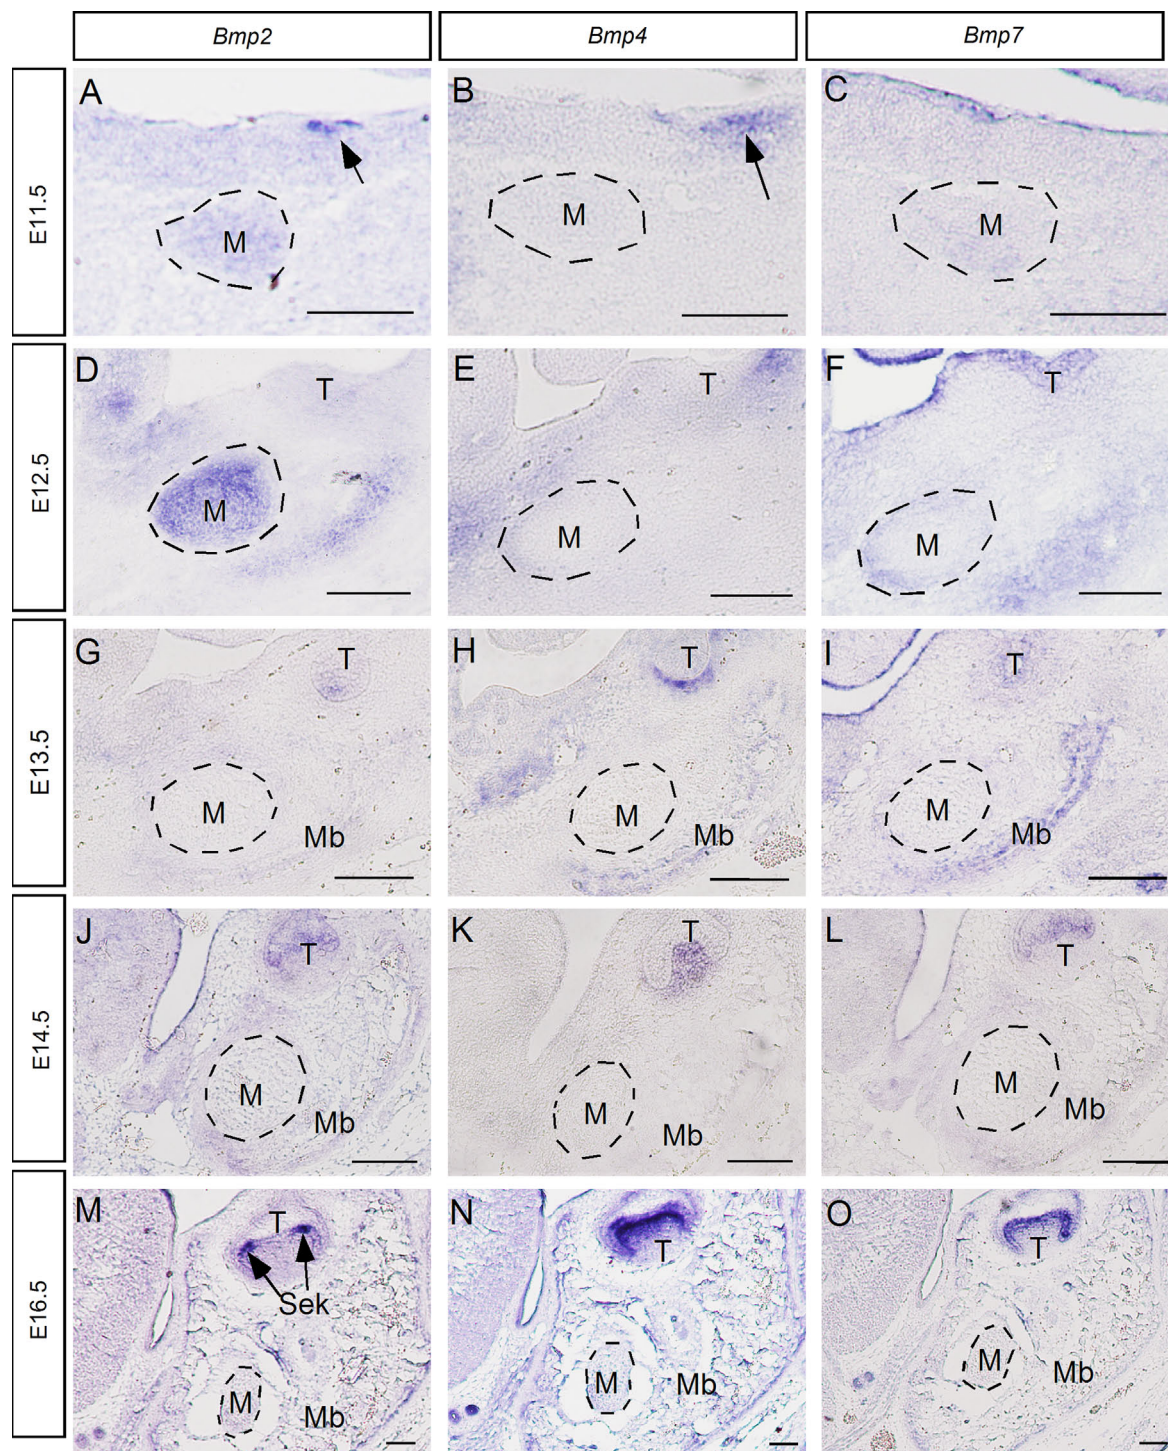 Bmp2 Bmp4 Bmp7
E11.5
A B C
M M M
E12.5
D E F
T T T
M M M
E13.5
G H I
T T T
M M M
Mb Mb Mb
E14.5
J K L
T T T
M M M
Mb Mb Mb
E16.5
M N O
T T T
Sek
M M M
Mb Mb Mb